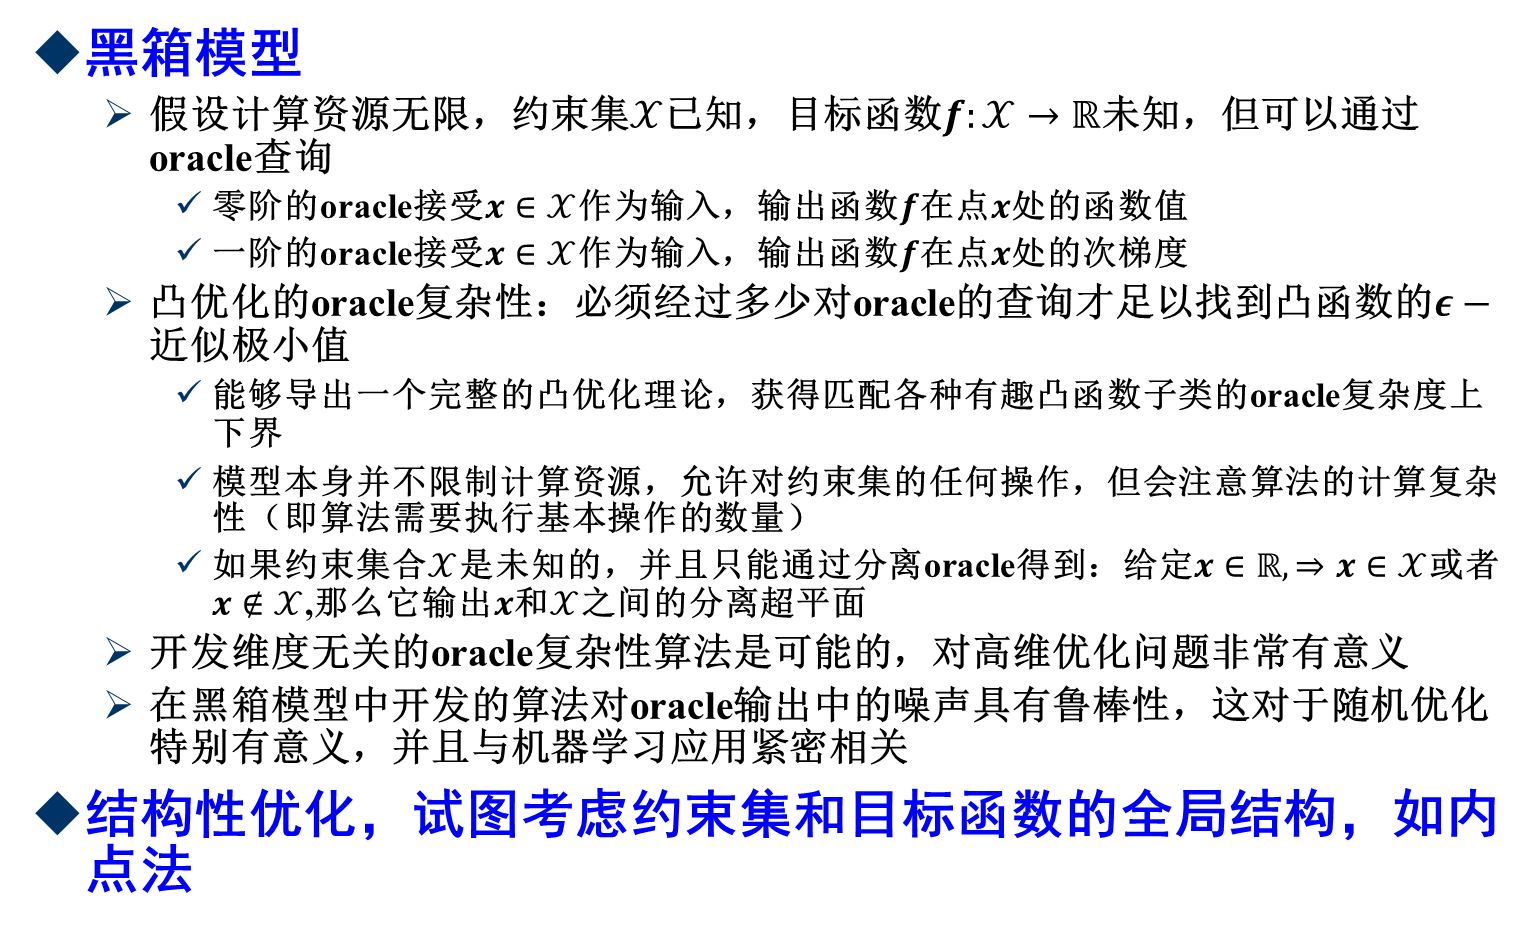 ◆黑箱模型
➢ 假设计算资源无限，约束集𝒳已知，目标函数𝒇: 𝒳 → ℝ未知，但可以通过
oracle查询
✓ 零阶的oracle接受𝒙 ∈ 𝒳作为输入，输出函数𝒇在点𝒙处的函数值
✓ 一阶的oracle接受𝒙 ∈ 𝒳作为输入，输出函数𝒇在点𝒙处的次梯度
➢ 凸优化的oracle复杂性：必须经过多少对oracle的查询才足以找到凸函数的𝝐 −
近似极小值
✓ 能够导出一个完整的凸优化理论，获得匹配各种有趣凸函数子类的oracle复杂度上
下界
✓ 模型本身并不限制计算资源，允许对约束集的任何操作，但会注意算法的计算复杂
性（即算法需要执行基本操作的数量）
✓ 如果约束集合𝒳是未知的，并且只能通过分离oracle得到：给定𝒙 ∈ ℝ, ⇒ 𝒙 ∈ 𝒳或者
𝒙 ∉ 𝒳,那么它输出𝒙和𝒳之间的分离超平面
➢ 开发维度无关的oracle复杂性算法是可能的，对高维优化问题非常有意义
➢ 在黑箱模型中开发的算法对oracle输出中的噪声具有鲁棒性，这对于随机优化
特别有意义，并且与机器学习应用紧密相关
◆结构性优化，试图考虑约束集和目标函数的全局结构，如内
点法